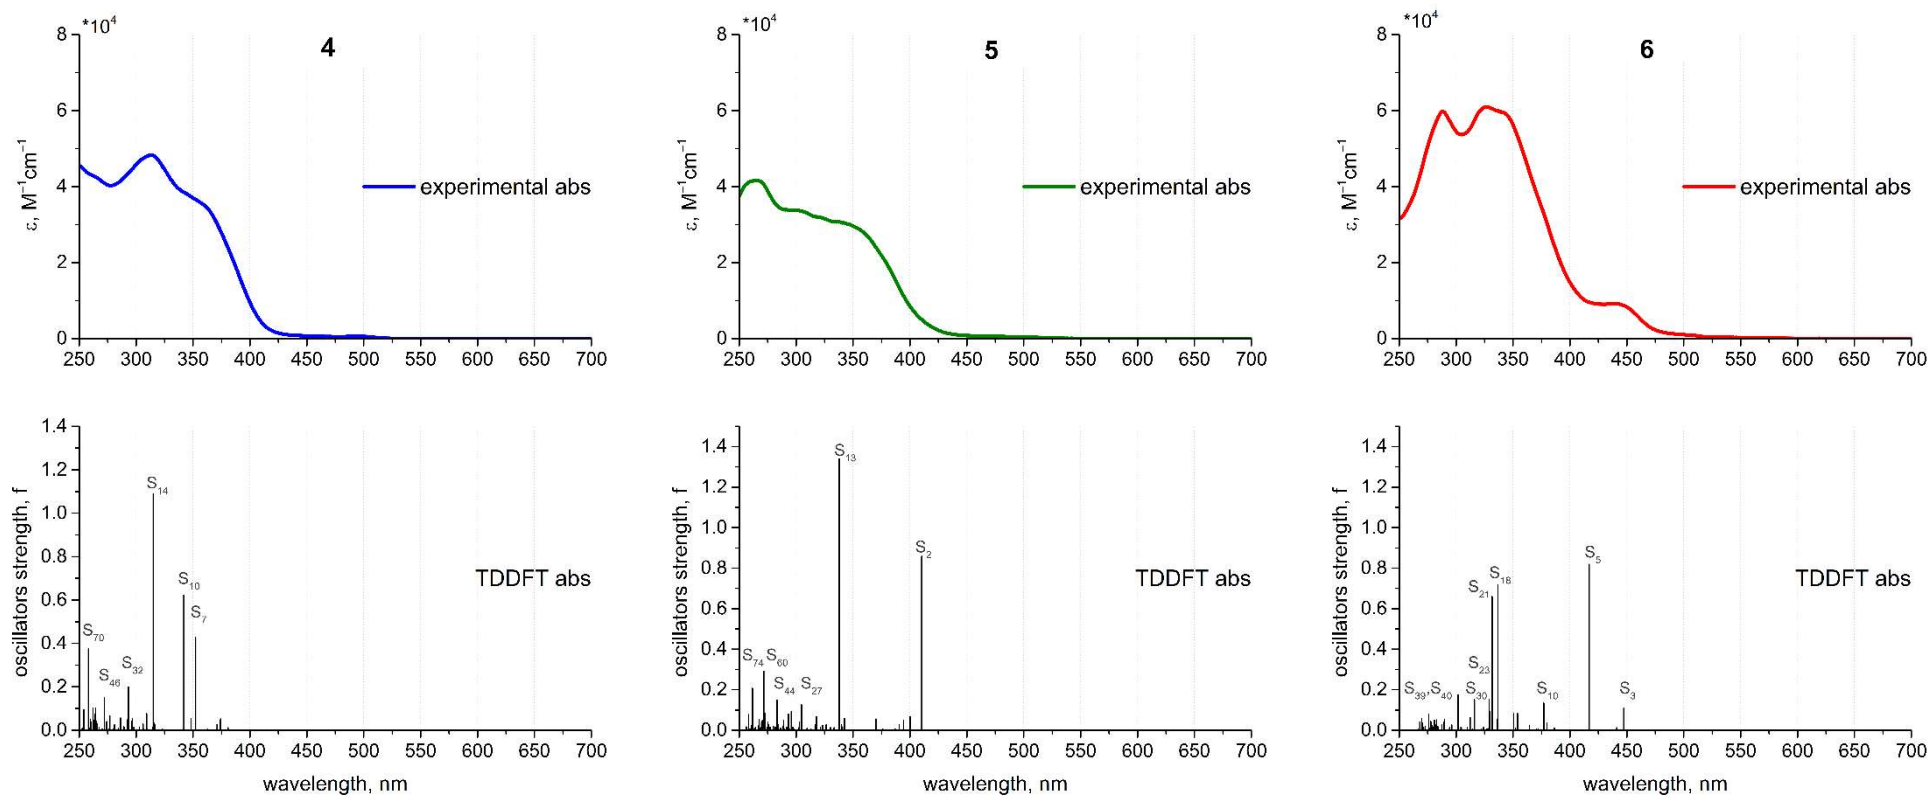 *10⁴
4
8
6
4
2
0
ε, M⁻¹cm⁻¹
experimental abs
250 300 350 400 450 500 550 600 650 700
*10⁴
5
8
6
4
2
0
ε, M⁻¹cm⁻¹
experimental abs
250 300 350 400 450 500 550 600 650 700
*10⁴
6
8
6
4
2
0
ε, M⁻¹cm⁻¹
experimental abs
250 300 350 400 450 500 550 600 650 700
1.4
1.2
1.0
0.8
0.6
0.4
0.2
0.0
oscillators strength, f
S₁₄
S₁₀
S₇
S₇₀
S₃₂
S₄₆
TDDFT abs
250 300 350 400 450 500 550 600 650 700
wavelength, nm
1.4
1.2
1.0
0.8
0.6
0.4
0.2
0.0
oscillators strength, f
S₁₃
S₂
S₇₄ S₆₀
S₄₄ S₂₇
TDDFT abs
250 300 350 400 450 500 550 600 650 700
wavelength, nm
1.4
1.2
1.0
0.8
0.6
0.4
0.2
0.0
oscillators strength, f
S₅
S₁₈
S₂₁
S₂₃
S₃₉,S₄₀ S₃₀ S₁₀ S₃
TDDFT abs
250 300 350 400 450 500 550 600 650 700
wavelength, nm